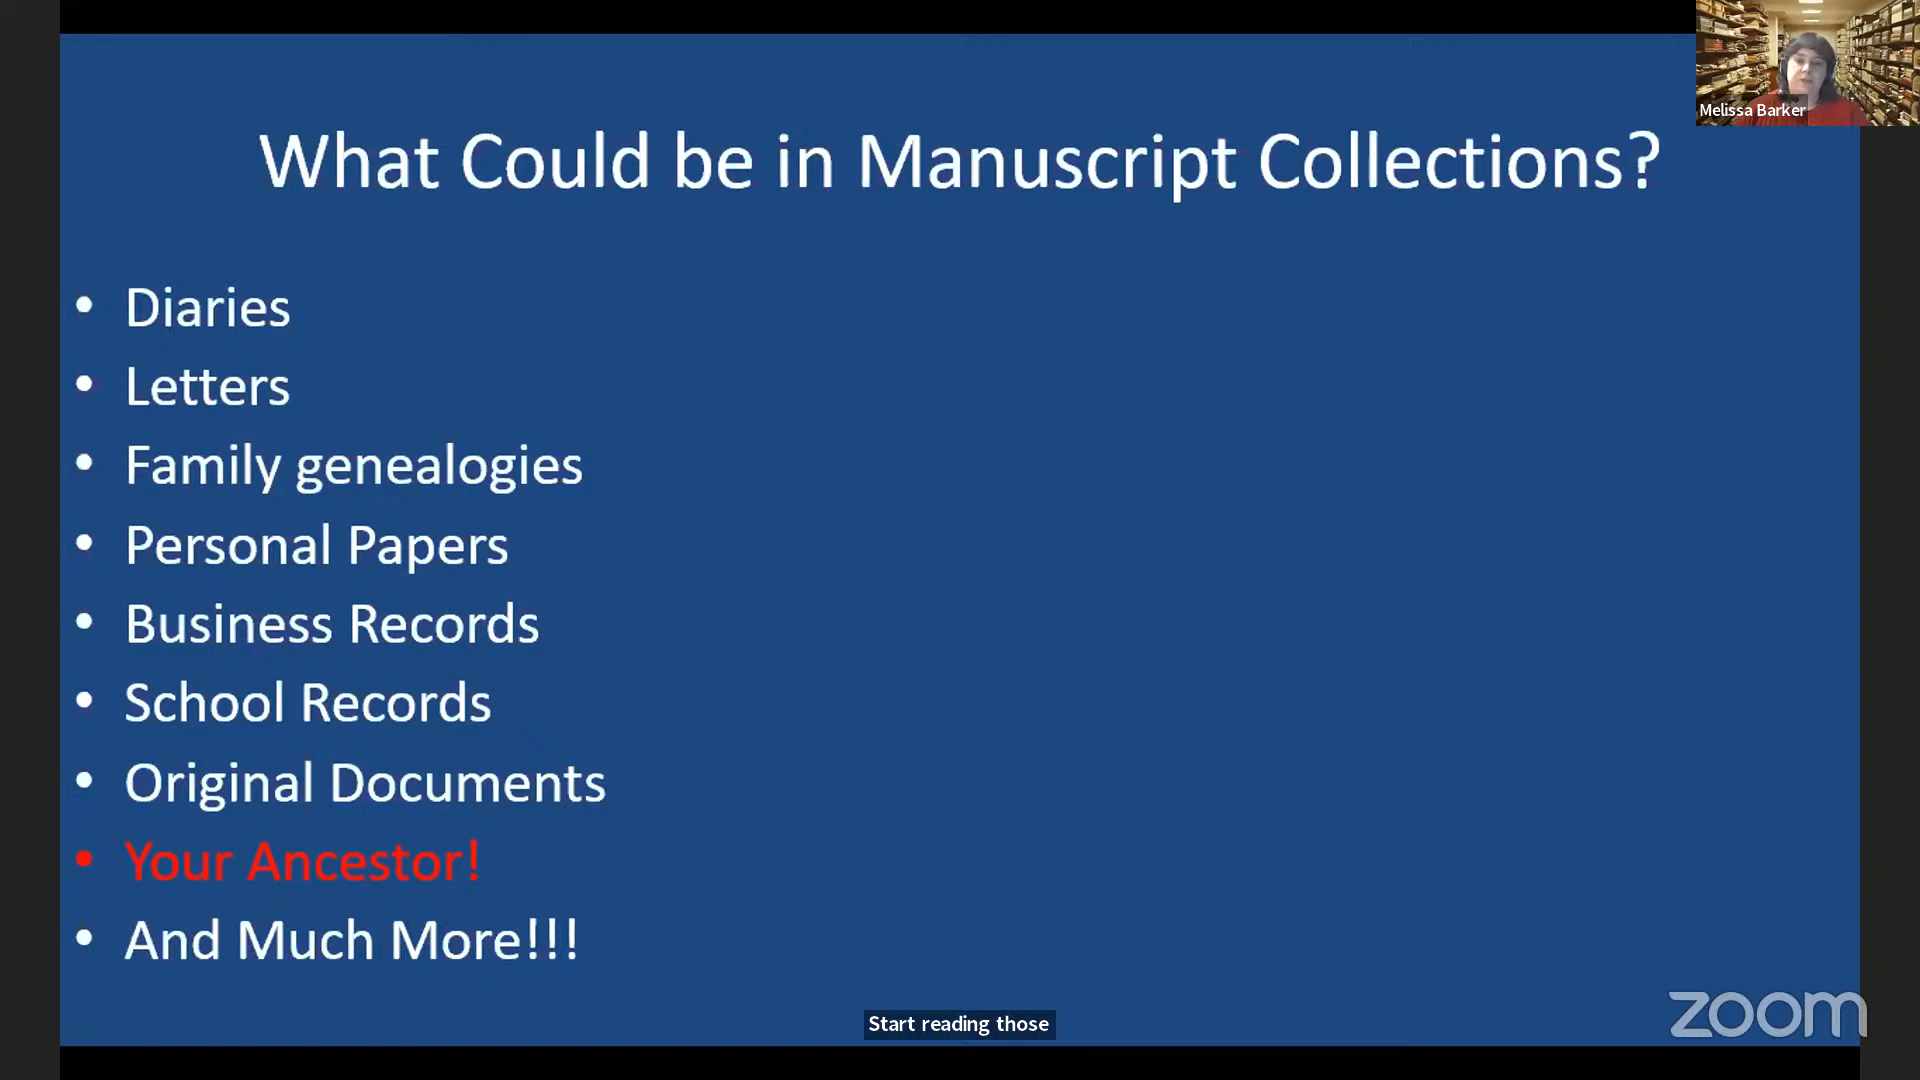 Melissa Barker
What Could be in Manuscript Collections?
• Diaries
• Letters
• Family genealogies
• Personal Papers
• Business Records
• School Records
• Original Documents
• Your Ancestor!
• And Much More!!!
Start reading those
zoom